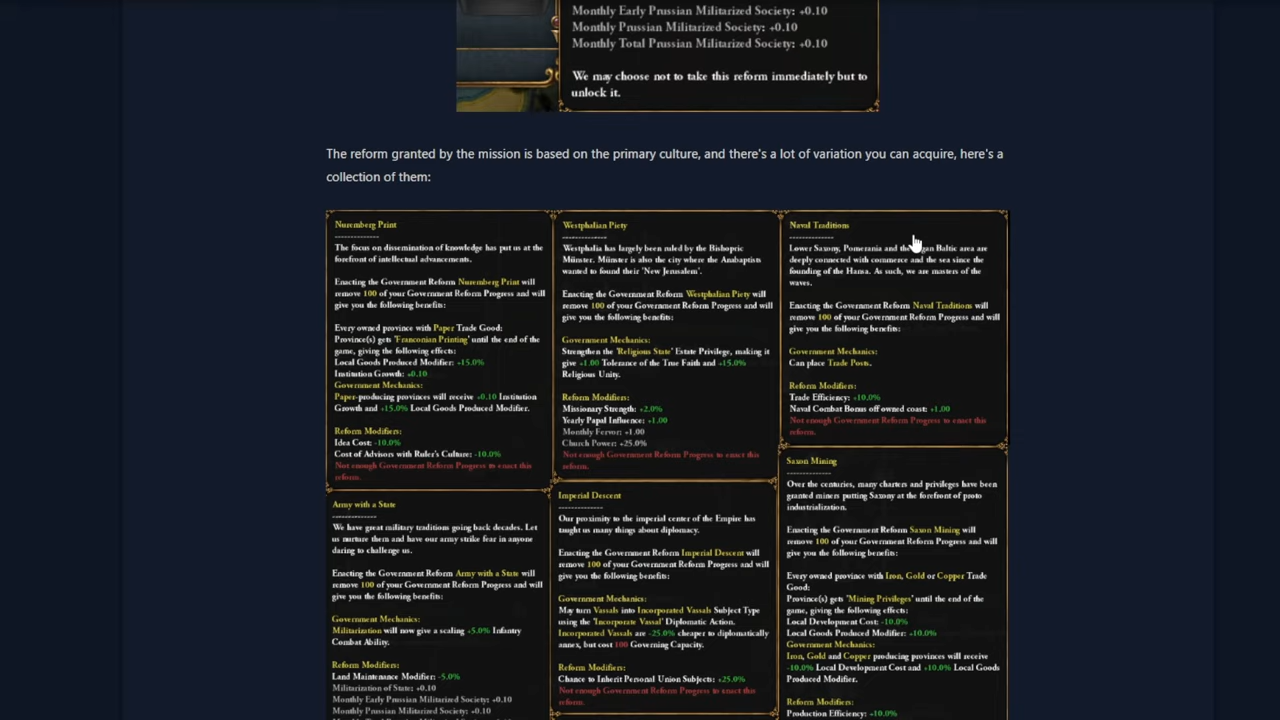 Monthly Early Prussian Militarized Society: +0.10
Monthly Prussian Militarized Society: +0.10
Monthly Total Prussian Militarized Society: +0.10
We may choose not to take this reform immediately but to
unlock it.
The reform granted by the mission is based on the primary culture, and there's a lot of variation you can acquire, here's a
collection of them:
Nuremberg Print
-------------
The focus on dissemination of knowledge has put us at the
forefront of intellectual advancements.
Enacting the Government Reform Nuremberg Print will
remove 100 of your Government Reform Progress and will
give you the following benefits:
Every owned province with Paper Trade Good:
Province(s) gets 'Franconian Printing' until the end of the
game, giving the following effects:
Local Goods Produced Modifier: +15.0%
Institution Growth: +0.10
Government Mechanics:
Paper-producing provinces will receive +0.10 Institution
Growth and +15.0% Local Goods Produced Modifier.
Reform Modifiers:
Idea Cost: -10.0%
Cost of Advisors with Ruler's Culture: -10.0%
Not enough Government Reform Progress to enact this
reform.
Westphalian Piety
-------------
Westphalia has largely been ruled by the Bishopric
Münster. Münster is also the city where the Anabaptists
wanted to found their 'New Jerusalem'.
Enacting the Government Reform Westphalian Piety will
remove 100 of your Government Reform Progress and will
give you the following benefits:
Government Mechanics:
Strengthen the 'Religious State' Estate Privilege, making it
give +1.00 Tolerance of the True Faith and +15.0%
Religious Unity.
Reform Modifiers:
Missionary Strength: +2.0%
Yearly Papal Influence: +1.00
Monthly Fervor: +1.00
Church Power: +25.0%
Not enough Government Reform Progress to enact this
reform.
Naval Traditions
-------------
Lower Saxony, Pomerania and the Baltic area are
deeply connected with commerce and the sea since the
founding of the Hansa. As such, we are masters of the
waves.
Enacting the Government Reform Naval Traditions will
remove 100 of your Government Reform Progress and will
give you the following benefits:
Government Mechanics:
Can place Trade Posts.
Reform Modifiers:
Trade Efficiency: +10.0%
Naval Combat Bonus off owned coast: +1.00
Not enough Government Reform Progress to enact this
reform.
Army with a State
-------------
We have great military traditions going back decades. Let
us nurture them and have our army strike fear in anyone
daring to challenge us.
Enacting the Government Reform Army with a State will
remove 100 of your Government Reform Progress and will
give you the following benefits:
Government Mechanics:
Militarization will now give a scaling +5.0% Infantry
Combat Ability.
Reform Modifiers:
Land Maintenance Modifier: -5.0%
Militarization of State: +0.10
Monthly Early Prussian Militarized Society: +0.10
Monthly Prussian Militarized Society: +0.10
Imperial Descent
-------------
Our proximity to the imperial center of the Empire has
taught us many things about diplomacy.
Enacting the Government Reform Imperial Descent will
remove 100 of your Government Reform Progress and will
give you the following benefits:
Government Mechanics:
May turn Vassals into Incorporated Vassals Subject Type
using the 'Incorporate Vassal' Diplomatic Action.
Incorporated Vassals are -25.0% cheaper to diplomatically
annex, but cost 100 Governing Capacity.
Reform Modifiers:
Chance to Inherit Personal Union Subjects: +25.0%
Not enough Government Reform Progress to enact this
reform.
Saxon Mining
-------------
Over the centuries, many charters and privileges have been
granted miners putting Saxony at the forefront of proto
industrialization.
Enacting the Government Reform Saxon Mining will
remove 100 of your Government Reform Progress and will
give you the following benefits:
Every owned province with Iron, Gold or Copper Trade
Good:
Province(s) gets 'Mining Privileges' until the end of the
game, giving the following effects:
Local Development Cost: -10.0%
Local Goods Produced Modifier: +10.0%
Government Mechanics:
Iron, Gold and Copper producing provinces will receive
-10.0% Local Development Cost and +10.0% Local Goods
Produced Modifier.
Reform Modifiers:
Production Efficiency: +10.0%